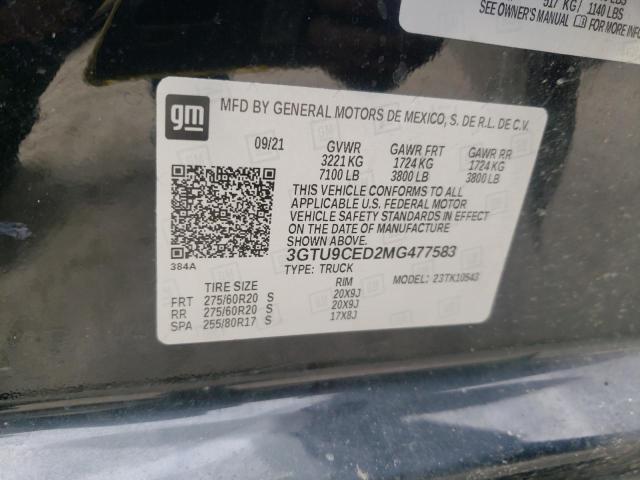 517 KG / 1140 LBS
SEE OWNER'S MANUAL FOR MORE INFO
gm
MFD BY GENERAL MOTORS DE MEXICO, S. DE R.L. DE C.V.
09/21 GVWR GAWR FRT GAWR RR
3221 KG 1724 KG 1724 KG
7100 LB 3800 LB 3800 LB
THIS VEHICLE CONFORMS TO ALL
APPLICABLE U.S. FEDERAL MOTOR
VEHICLE SAFETY STANDARDS IN EFFECT
ON THE DATE OF MANUFACTURE
SHOWN ABOVE.
384A
3GTU9CED2MG477583
TYPE: TRUCK MODEL: 23TK10543
TIRE SIZE RIM
FRT 275/60R20 S 20X9J
RR 275/60R20 S 20X9J
SPA 255/80R17 S 17X8J